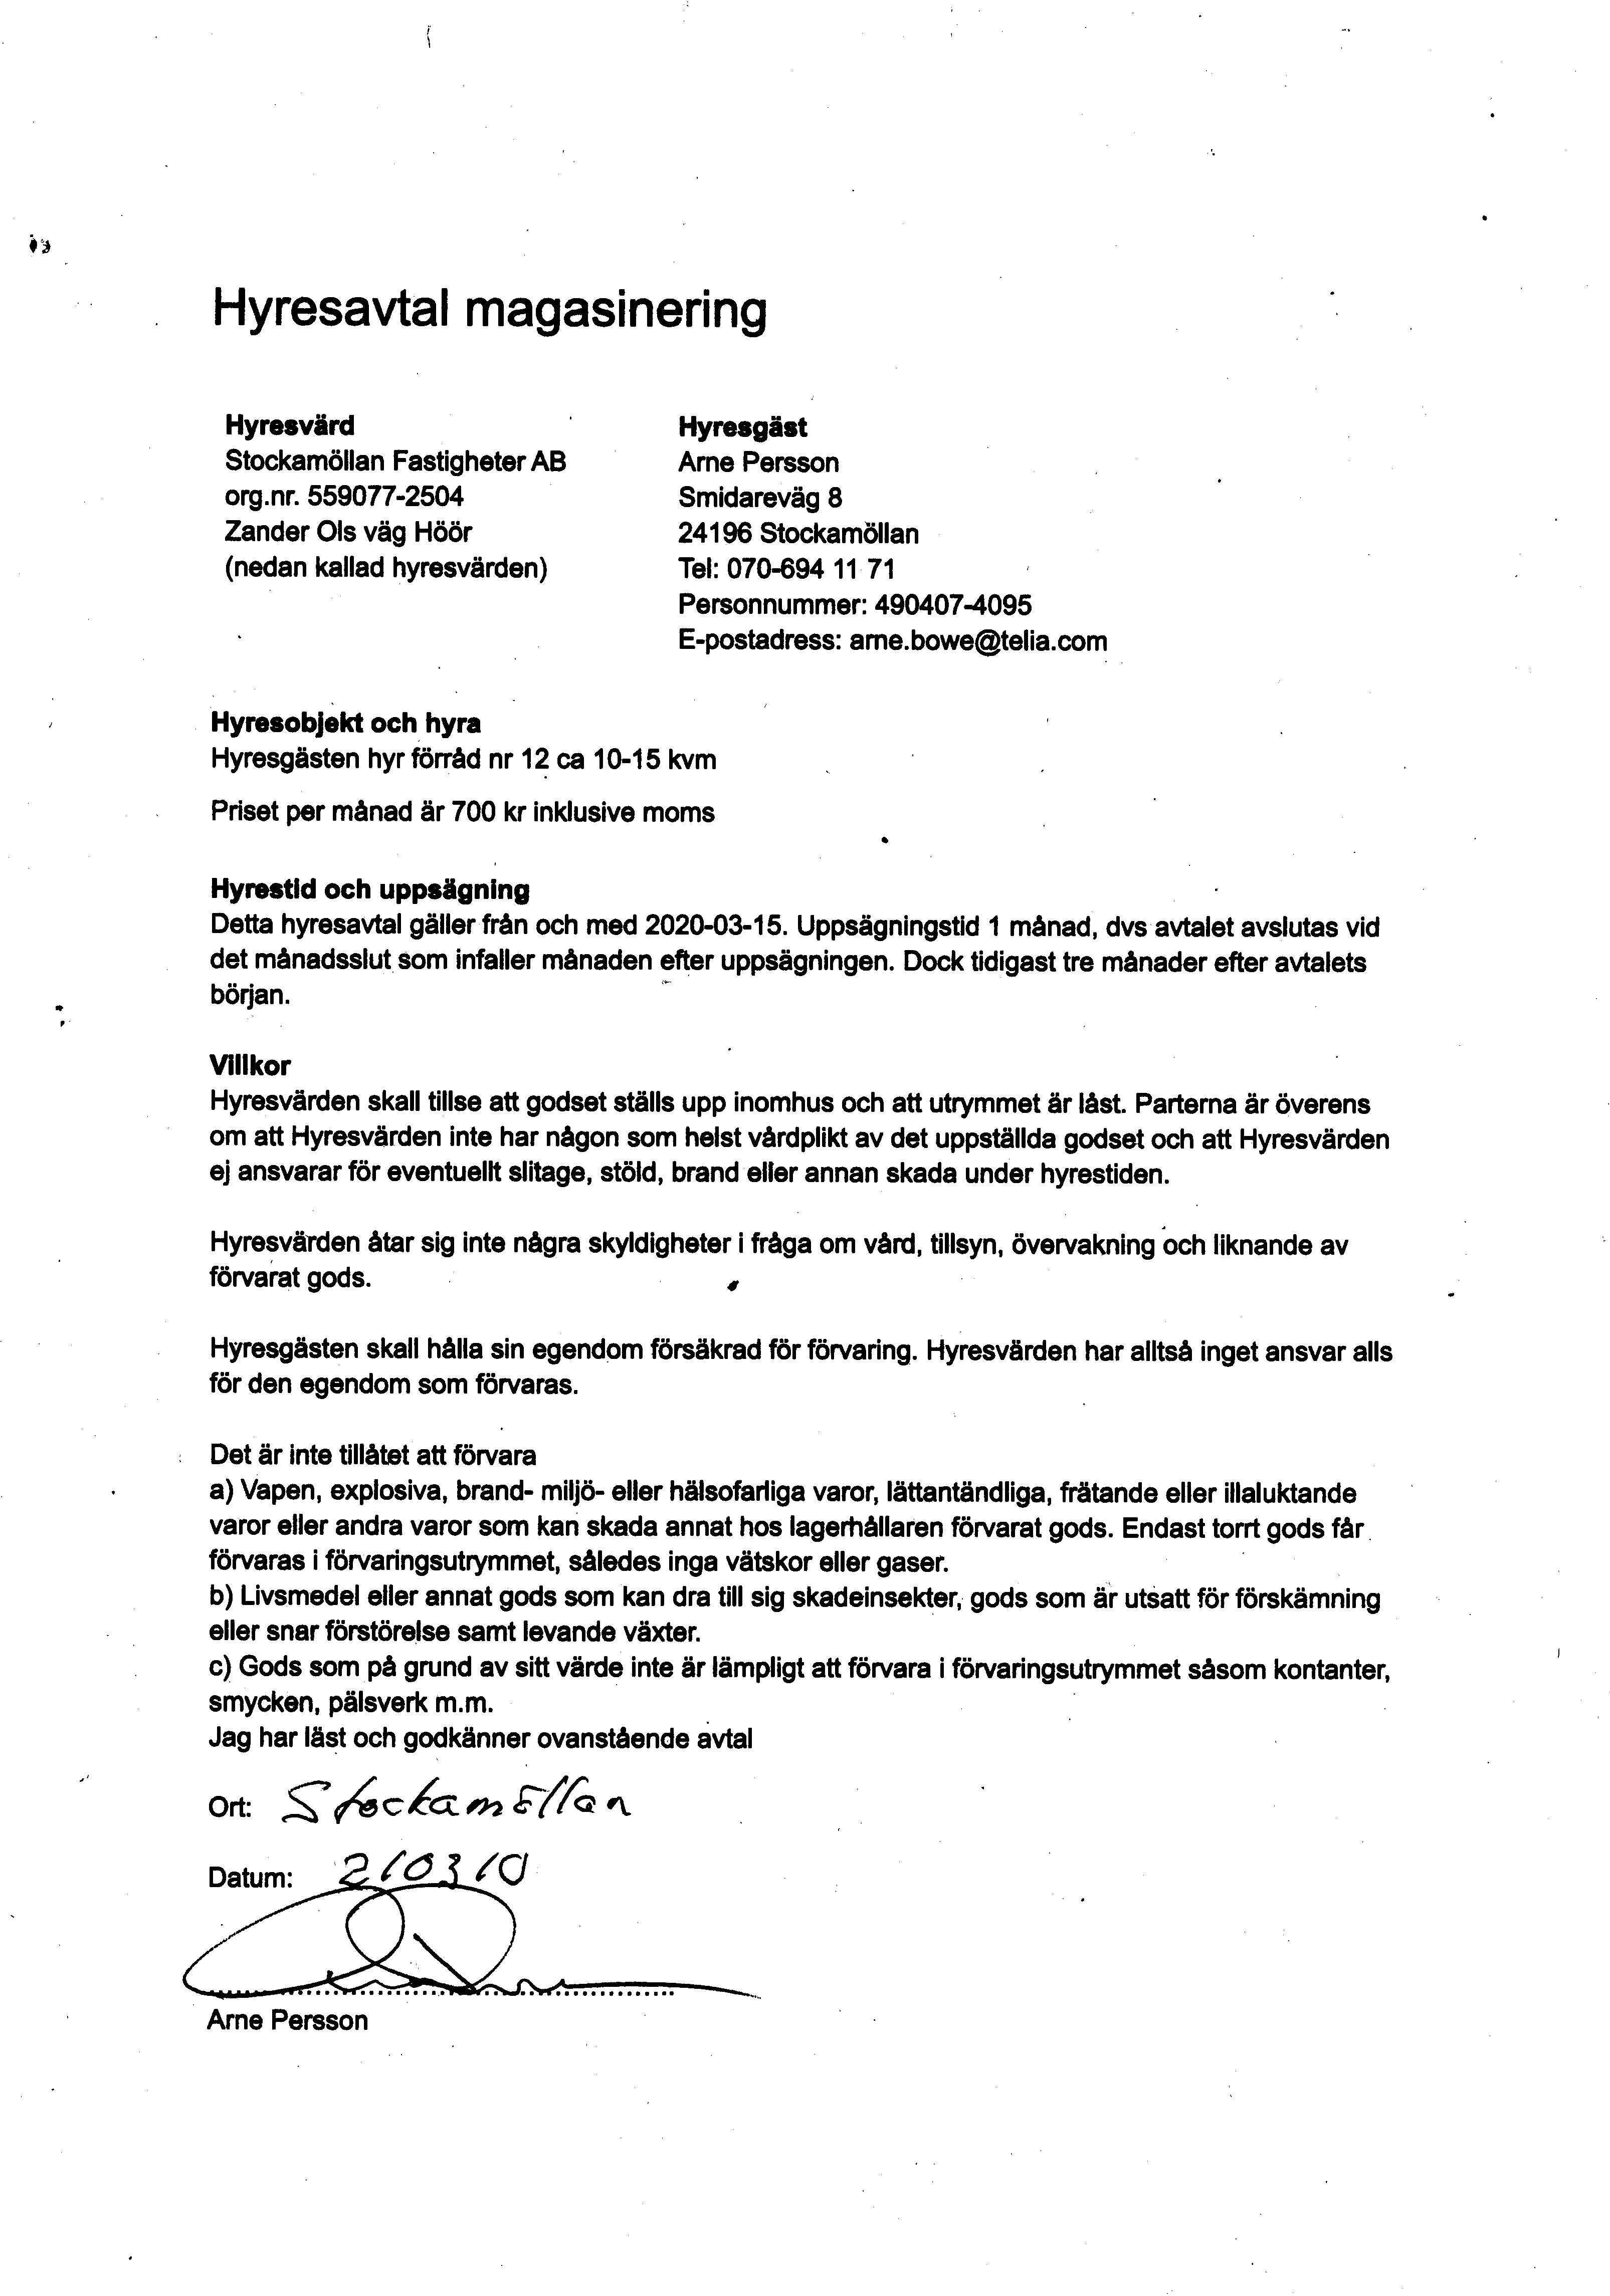 Hyresavtal magasinering
Hyresvärd
Stockamöllan Fastigheter AB
org.nr. 559077-2504
Zander Ols väg Höör
(nedan kallad hyresvärden)
Hyresgäst
Arne Persson
Smidareväg 8
24196 Stockamöllan
Tel: 070-694 11 71
Personnummer: 490407-4095
E-postadress: arne.bowe@telia.com
Hyresobjekt och hyra
Hyresgästen hyr förråd nr 12 ca 10-15 kvm
Priset per månad är 700 kr inklusive moms
Hyrestid och uppsägning
Detta hyresavtal gäller från och med 2020-03-15. Uppsägningstid 1 månad, dvs avtalet avslutas vid
det månadsslut som infaller månaden efter uppsägningen. Dock tidigast tre månader efter avtalets
början.
Villkor
Hyresvärden skall tillse att godset ställs upp inomhus och att utrymmet är låst. Parterna är överens
om att Hyresvärden inte har någon som helst vårdplikt av det uppställda godset och att Hyresvärden
ej ansvarar för eventuellt slitage, stöld, brand eller annan skada under hyrestiden.
Hyresvärden åtar sig inte några skyldigheter i fråga om vård, tillsyn, övervakning och liknande av
förvarat gods.
Hyresgästen skall hålla sin egendom försäkrad för förvaring. Hyresvärden har alltså inget ansvar alls
för den egendom som förvaras.
Det är inte tillåtet att förvara
a) Vapen, explosiva, brand- miljö- eller hälsofarliga varor, lättantändliga, frätande eller illaluktande
varor eller andra varor som kan skada annat hos lagerhållaren förvarat gods. Endast torrt gods får
förvaras i förvaringsutrymmet, således inga vätskor eller gaser.
b) Livsmedel eller annat gods som kan dra till sig skadeinsekter, gods som är utsatt för förskämning
eller snar förstörelse samt levande växter.
c) Gods som på grund av sitt värde inte är lämpligt att förvara i förvaringsutrymmet såsom kontanter,
smycken, pälsverk m.m.
Jag har läst och godkänner ovanstående avtal
Ort: Stockamöllan
Datum: 210310
Arne Persson